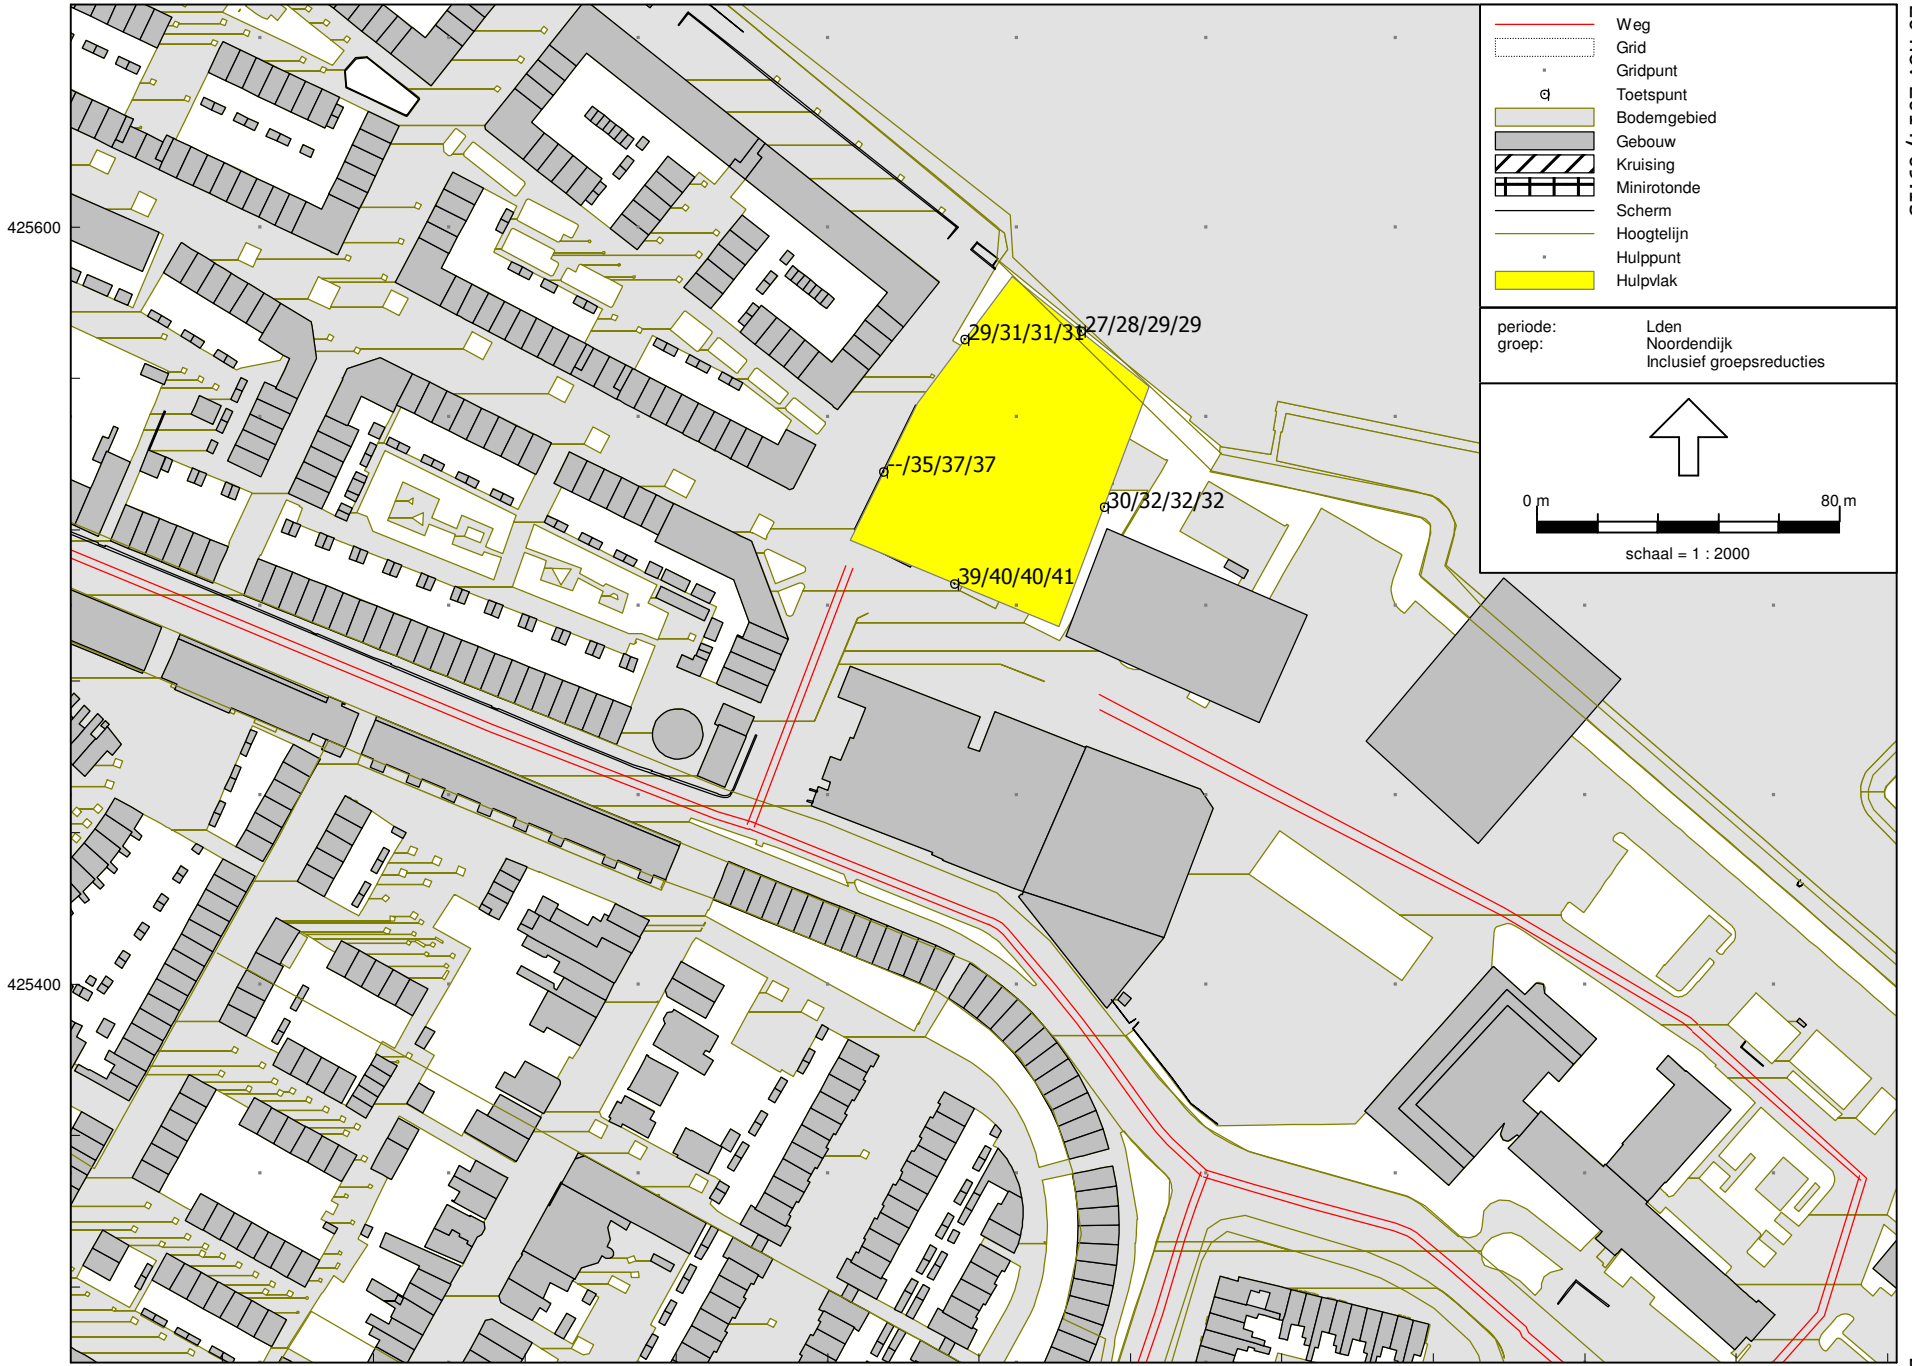 Weg
Grid
Gridpunt
Toetspunt
Bodemgebied
Gebouw
Kruising
Minirotonde
Scherm
Hoogtelijn
Hulppunt
Hulpvlak
periode: Lden
groep: Noordendijk
Inclusief groepsreducties
0 m 80 m
schaal = 1 : 2000
425600
425400
29/31/31/31
27/28/29/29
--/35/37/37
30/32/32/32
39/40/40/41